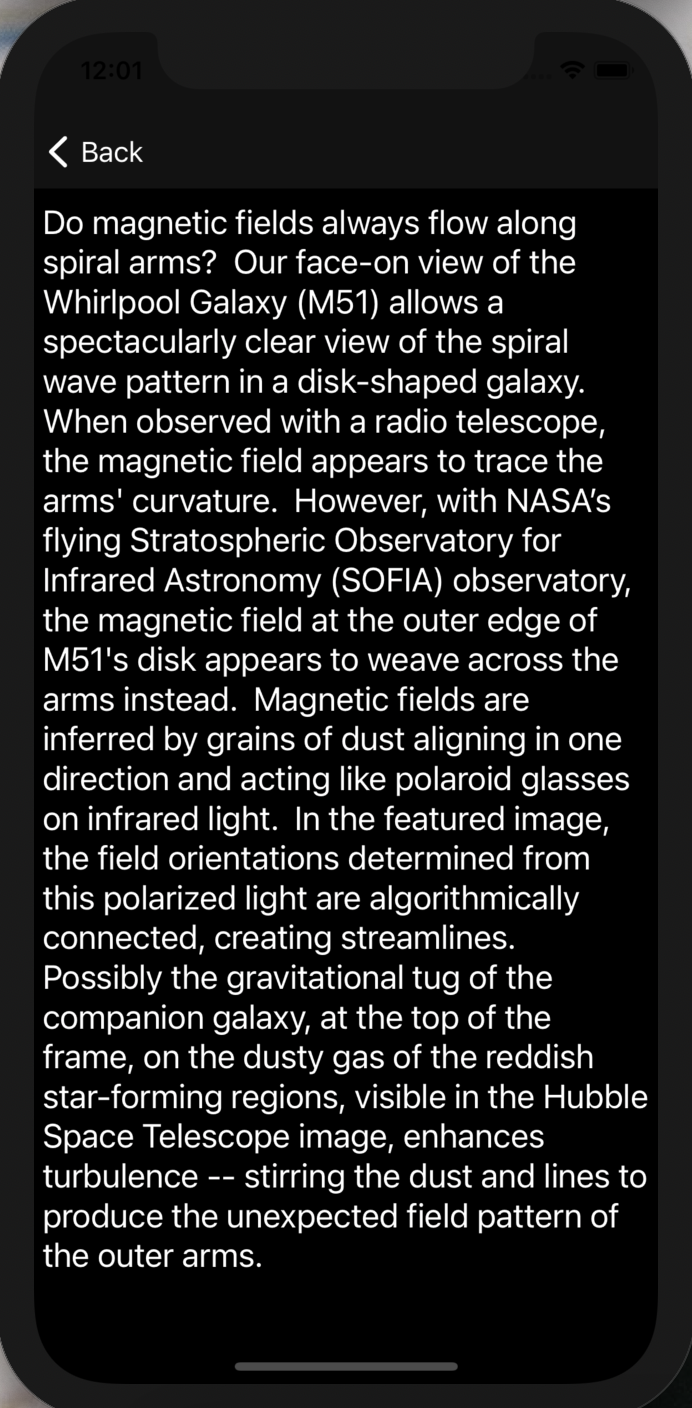 12:01
Back
Do magnetic fields always flow along
spiral arms?  Our face-on view of the
Whirlpool Galaxy (M51) allows a
spectacularly clear view of the spiral
wave pattern in a disk-shaped galaxy.
When observed with a radio telescope,
the magnetic field appears to trace the
arms' curvature.  However, with NASA’s
flying Stratospheric Observatory for
Infrared Astronomy (SOFIA) observatory,
the magnetic field at the outer edge of
M51's disk appears to weave across the
arms instead.  Magnetic fields are
inferred by grains of dust aligning in one
direction and acting like polaroid glasses
on infrared light.  In the featured image,
the field orientations determined from
this polarized light are algorithmically
connected, creating streamlines.
Possibly the gravitational tug of the
companion galaxy, at the top of the
frame, on the dusty gas of the reddish
star-forming regions, visible in the Hubble
Space Telescope image, enhances
turbulence -- stirring the dust and lines to
produce the unexpected field pattern of
the outer arms.